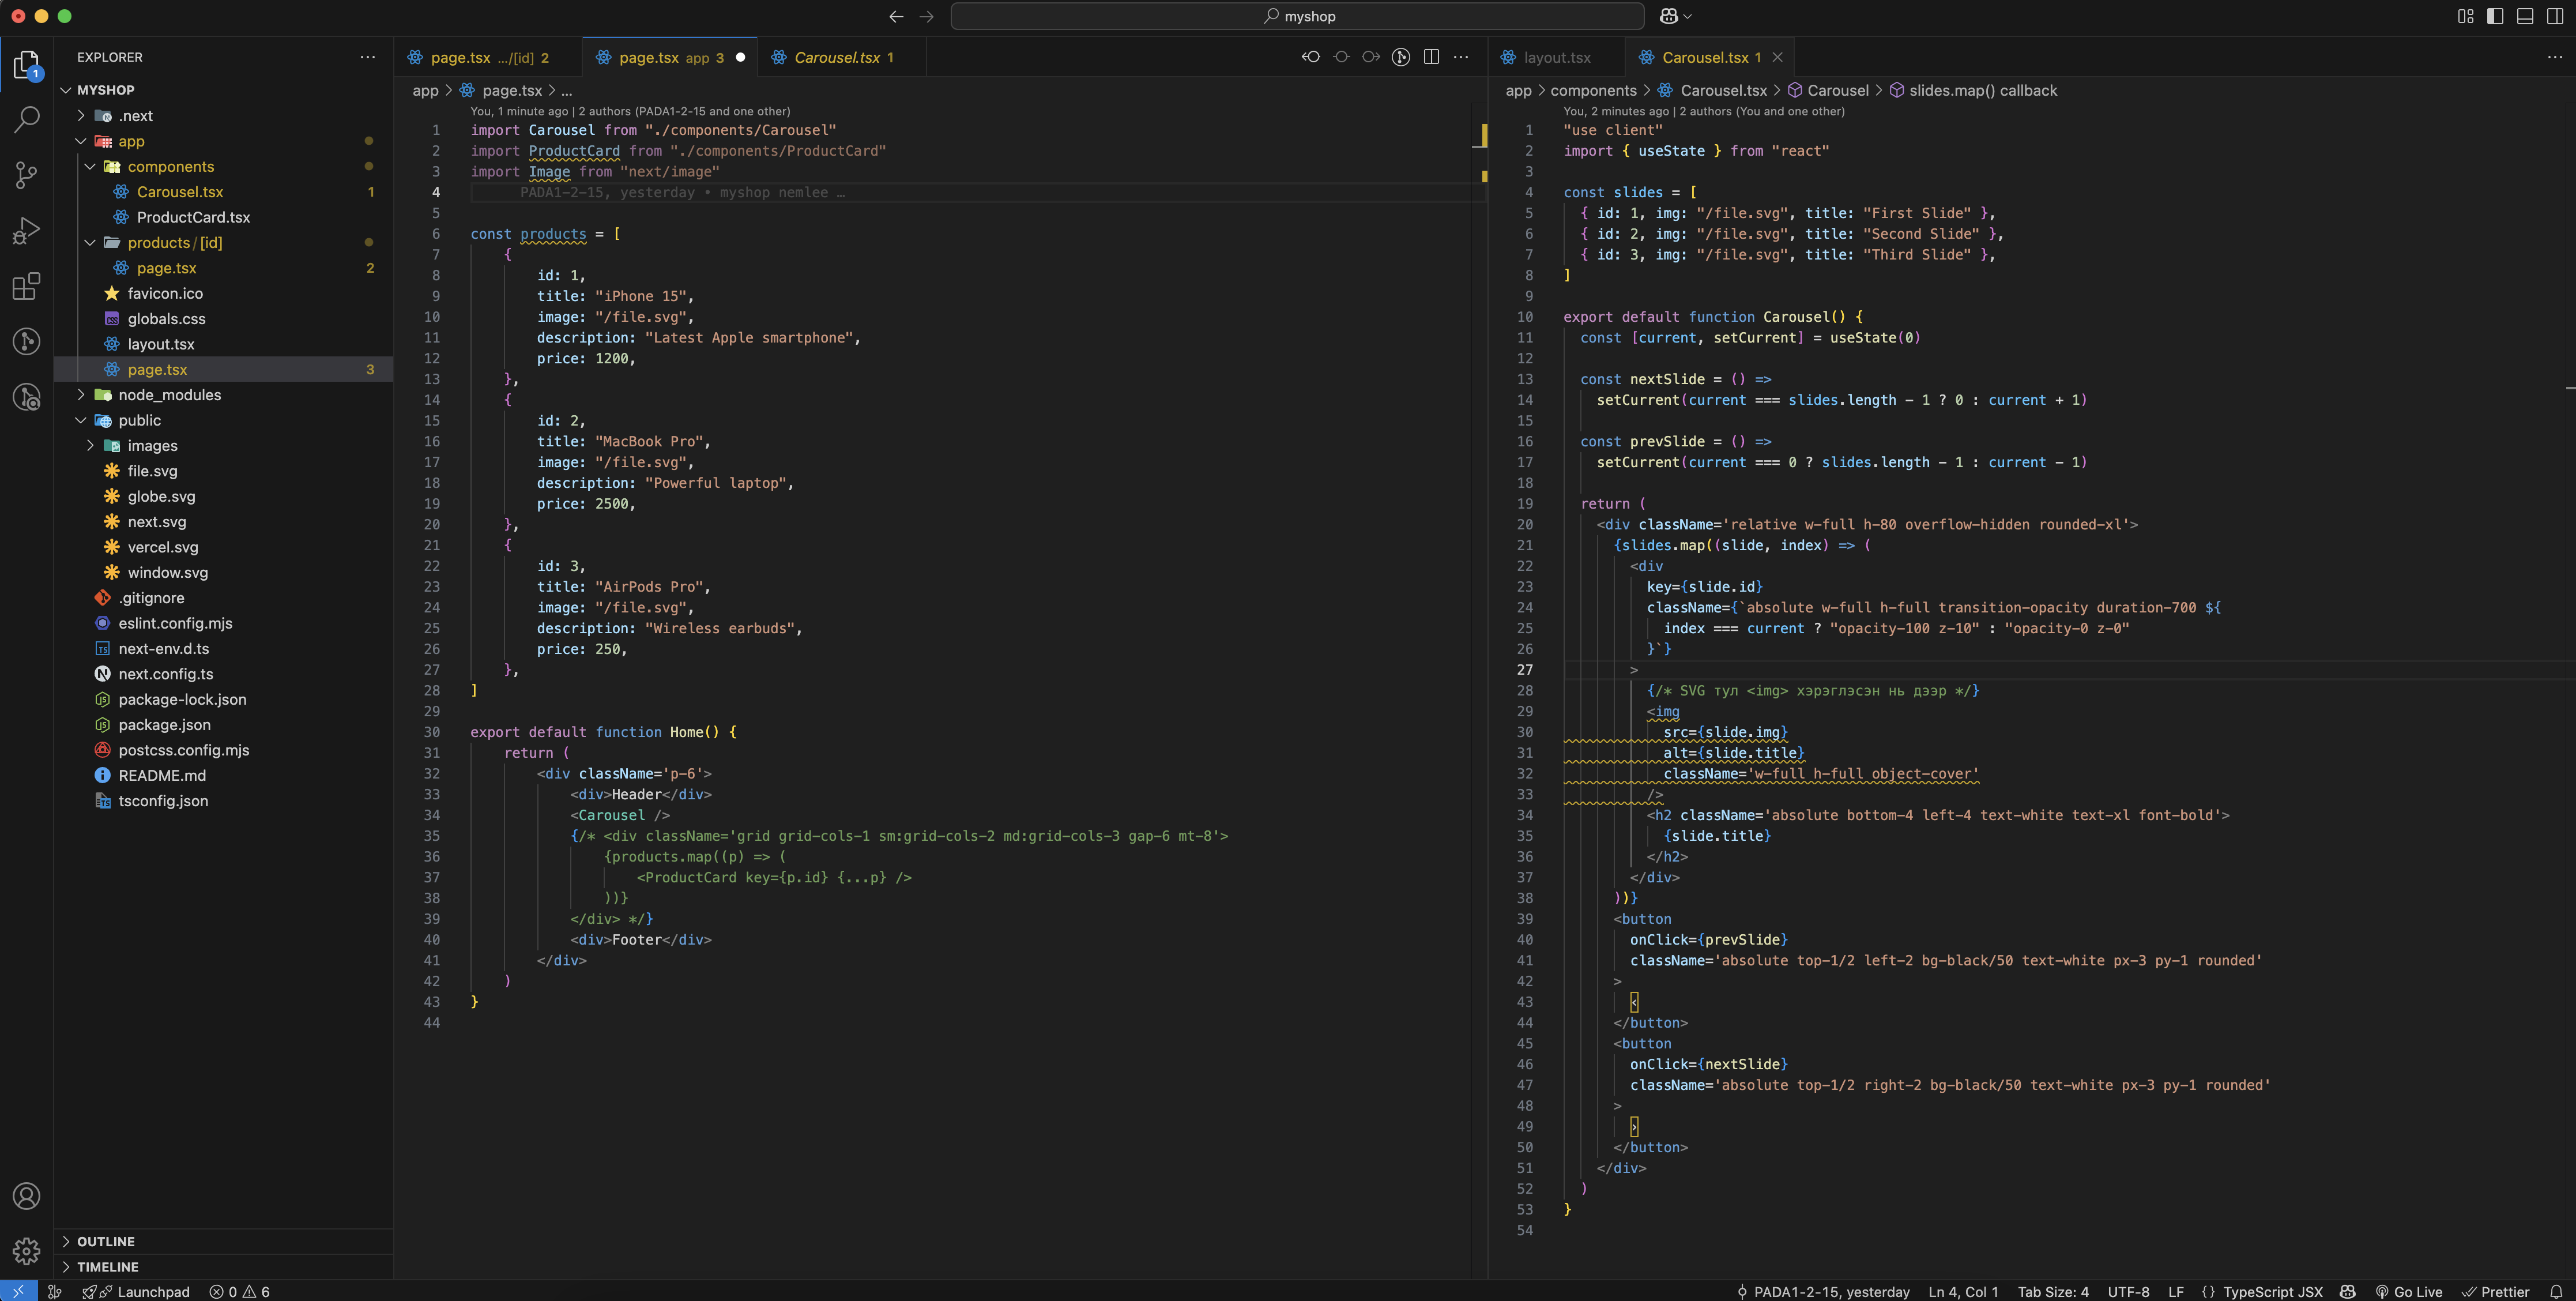 myshop
EXPLORER
MYSHOP
.next
app
components
Carousel.tsx 1
ProductCard.tsx
products/[id]
page.tsx 2
favicon.ico
globals.css
layout.tsx
page.tsx 3
node_modules
public
images
file.svg
globe.svg
next.svg
vercel.svg
window.svg
.gitignore
eslint.config.mjs
next-env.d.ts
next.config.ts
package-lock.json
package.json
postcss.config.mjs
README.md
tsconfig.json
OUTLINE
TIMELINE
page.tsx .../[id] 2
page.tsx app 3
Carousel.tsx 1
app > page.tsx > ...
You, 1 minute ago | 2 authors (PADA1-2-15 and one other)
1 import Carousel from "./components/Carousel"
2 import ProductCard from "./components/ProductCard"
3 import Image from "next/image"
4 PADA1-2-15, yesterday • myshop nemlee …
5
6 const products = [
7 {
8 id: 1,
9 title: "iPhone 15",
10 image: "/file.svg",
11 description: "Latest Apple smartphone",
12 price: 1200,
13 },
14 {
15 id: 2,
16 title: "MacBook Pro",
17 image: "/file.svg",
18 description: "Powerful laptop",
19 price: 2500,
20 },
21 {
22 id: 3,
23 title: "AirPods Pro",
24 image: "/file.svg",
25 description: "Wireless earbuds",
26 price: 250,
27 },
28 ]
29
30 export default function Home() {
31 return (
32 <div className='p-6'>
33 <div>Header</div>
34 <Carousel />
35 {/* <div className='grid grid-cols-1 sm:grid-cols-2 md:grid-cols-3 gap-6 mt-8'>
36 {products.map((p) => (
37 <ProductCard key={p.id} {...p} />
38 ))}
39 </div> */}
40 <div>Footer</div>
41 </div>
42 )
43 }
44
layout.tsx
Carousel.tsx 1
app > components > Carousel.tsx > Carousel > slides.map() callback
You, 2 minutes ago | 2 authors (You and one other)
1 "use client"
2 import { useState } from "react"
3
4 const slides = [
5 { id: 1, img: "/file.svg", title: "First Slide" },
6 { id: 2, img: "/file.svg", title: "Second Slide" },
7 { id: 3, img: "/file.svg", title: "Third Slide" },
8 ]
9
10 export default function Carousel() {
11 const [current, setCurrent] = useState(0)
12
13 const nextSlide = () =>
14 setCurrent(current === slides.length - 1 ? 0 : current + 1)
15
16 const prevSlide = () =>
17 setCurrent(current === 0 ? slides.length - 1 : current - 1)
18
19 return (
20 <div className='relative w-full h-80 overflow-hidden rounded-xl'>
21 {slides.map((slide, index) => (
22 <div
23 key={slide.id}
24 className={`absolute w-full h-full transition-opacity duration-700 ${
25 index === current ? "opacity-100 z-10" : "opacity-0 z-0"
26 }`}
27 >
28 {/* SVG тул <img> хэрэглэсэн нь дээр */}
29 <img
30 src={slide.img}
31 alt={slide.title}
32 className='w-full h-full object-cover'
33 />
34 <h2 className='absolute bottom-4 left-4 text-white text-xl font-bold'>
35 {slide.title}
36 </h2>
37 </div>
38 ))}
39 <button
40 onClick={prevSlide}
41 className='absolute top-1/2 left-2 bg-black/50 text-white px-3 py-1 rounded'
42 >
43 ‹
44 </button>
45 <button
46 onClick={nextSlide}
47 className='absolute top-1/2 right-2 bg-black/50 text-white px-3 py-1 rounded'
48 >
49 ›
50 </button>
51 </div>
52 )
53 }
54
Launchpad 0 6 PADA1-2-15, yesterday Ln 4, Col 1 Tab Size: 4 UTF-8 LF {} TypeScript JSX Go Live Prettier